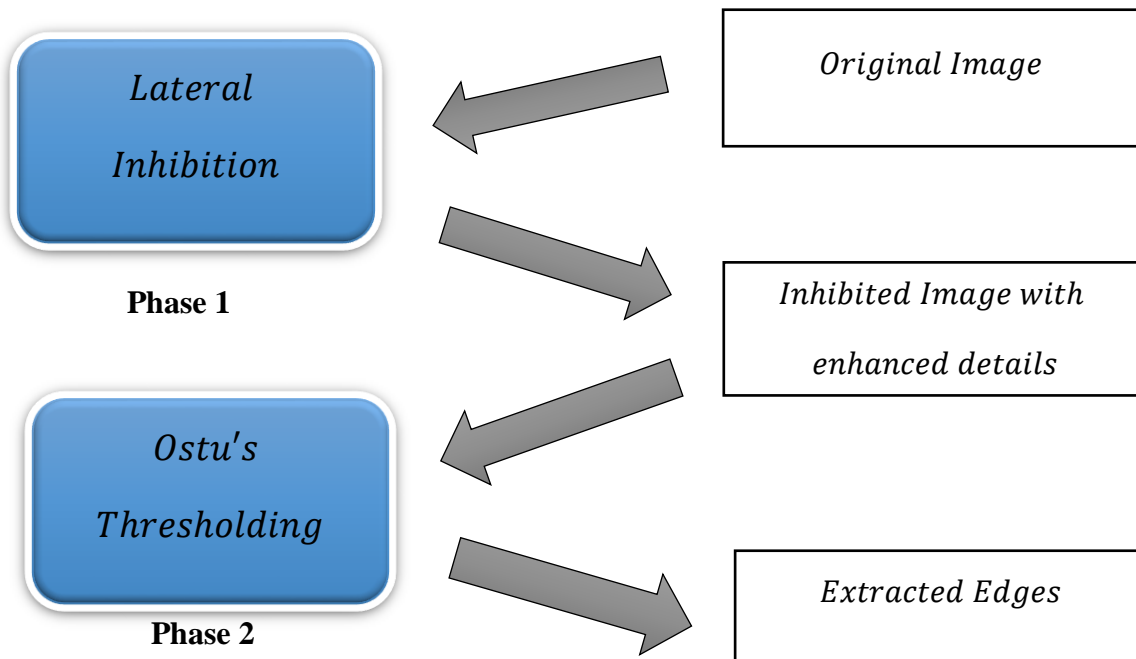 Lateral
Inhibition
Original Image
Phase 1
Inhibited Image with
enhanced details
Ostu's
Thresholding
Phase 2
Extracted Edges